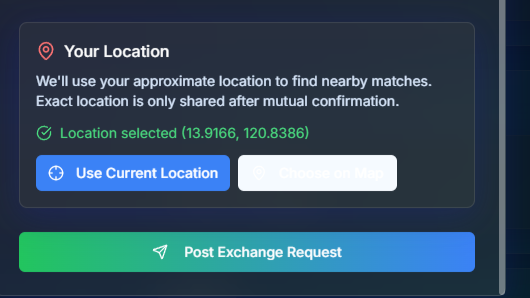 Your Location
We'll use your approximate location to find nearby matches.
Exact location is only shared after mutual confirmation.
Location selected (13.9166, 120.8386)
Use Current Location
Choose on Map
Post Exchange Request